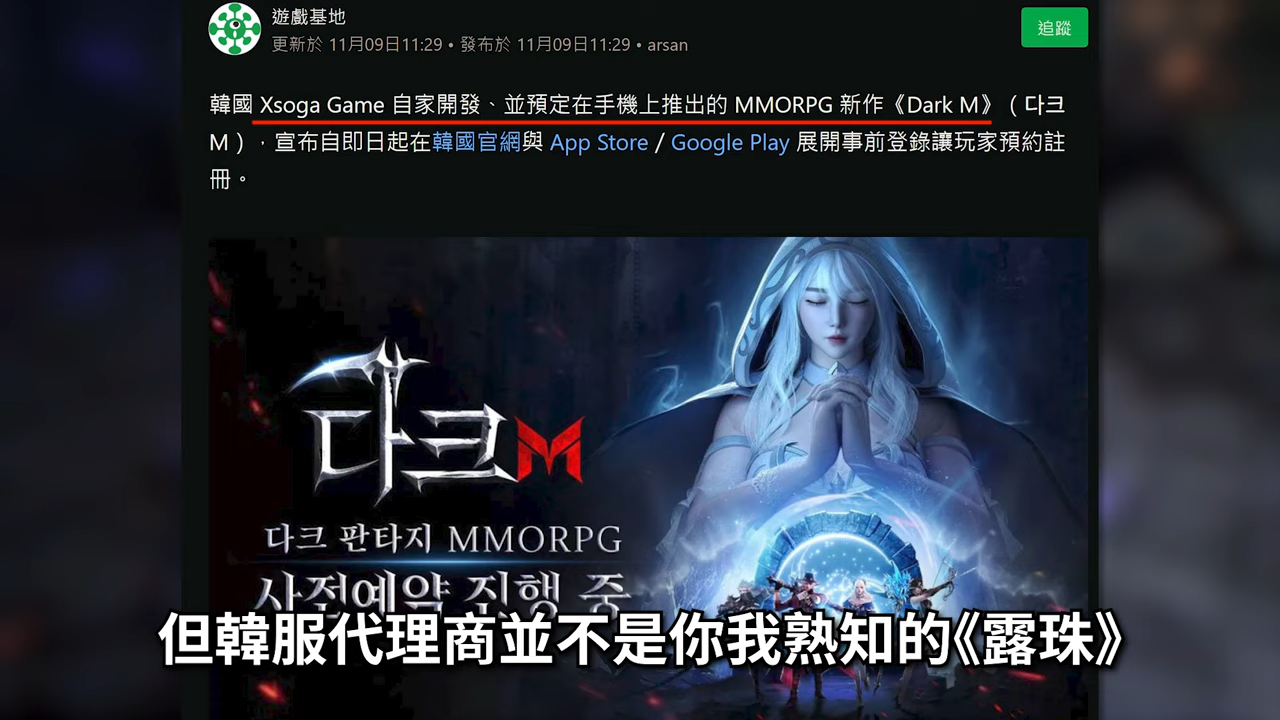 遊戲基地
追蹤
更新於 11月09日11:29 • 發布於 11月09日11:29 • arsan
韓國 Xsoga Game 自家開發、並預定在手機上推出的 MMORPG 新作《Dark M》（다크
M），宣布自即日起在韓國官網與 App Store / Google Play 展開事前登錄讓玩家預約註
冊。
다크M
다크 판타지 MMORPG
사전예약 진행 중
但韓服代理商並不是你我熟知的《露珠》